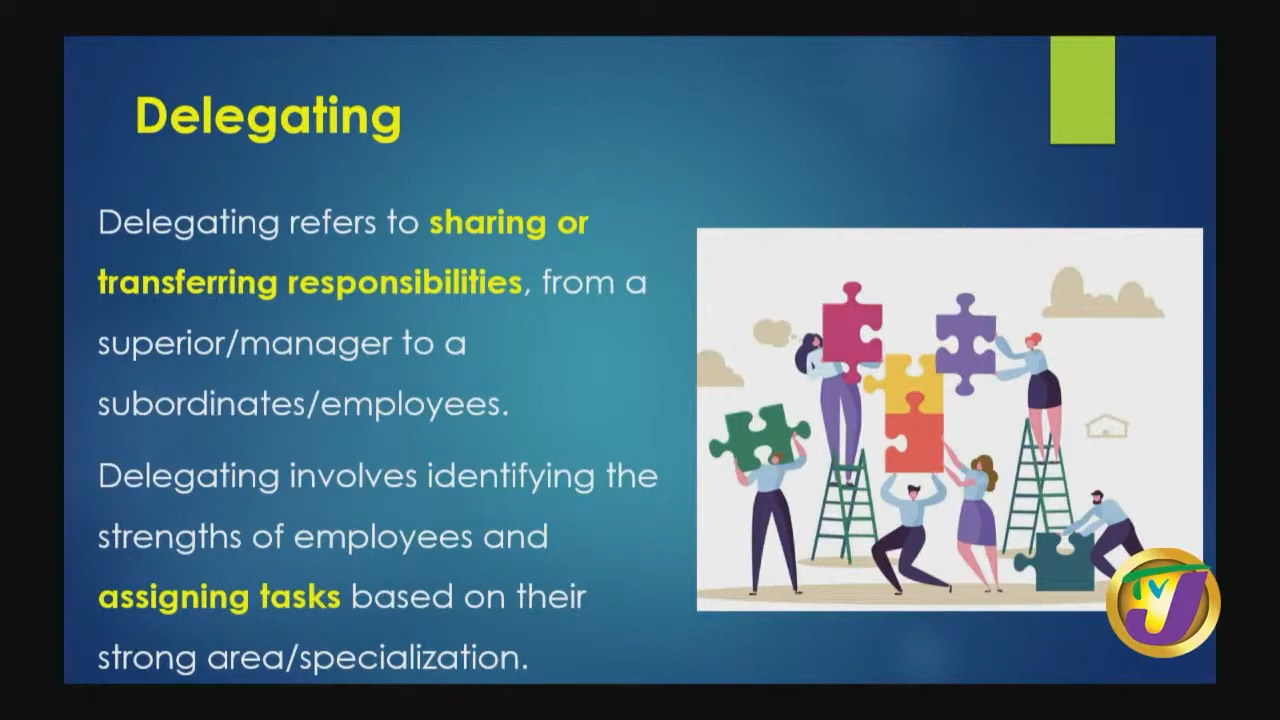 Delegating
Delegating refers to sharing or
transferring responsibilities, from a
superior/manager to a
subordinates/employees.
Delegating involves identifying the
strengths of employees and
assigning tasks based on their
strong area/specialization.
TVJ